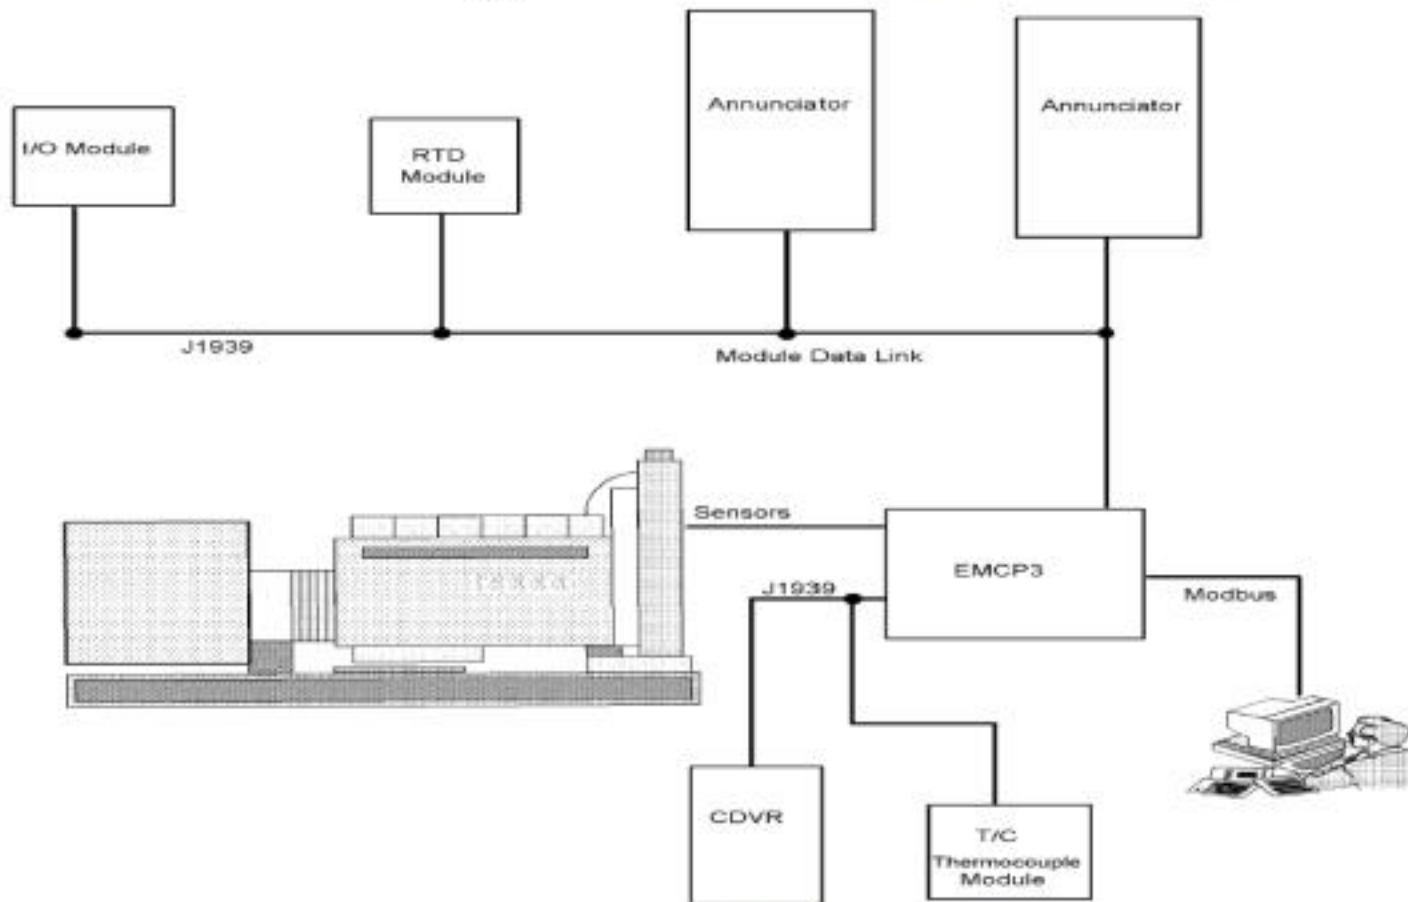 Annunciator
Annunciator
I/O Module
RTD
Module
J1939
Module Data Link
Sensors
EMCP3
J1939
Modbus
CDVR
T/C
Thermocouple
Module